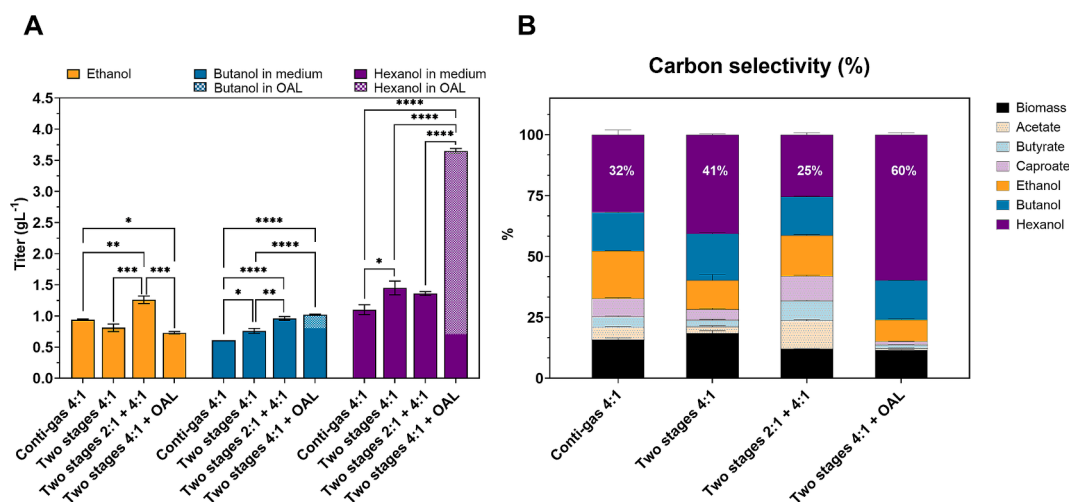 A
Ethanol
Butanol in medium
Hexanol in medium
Butanol in OAL
Hexanol in OAL
Titer (gL-1)
4.5
4.0
3.5
3.0
2.5
2.0
1.5
1.0
0.5
0.0
*
**
***
***
****
****
****
*
**
****
****
****
*
Conti-gas 4:1
Two stages 4:1
Two stages 2:1 + 4:1
Two stages 4:1 + OAL
Conti-gas 4:1
Two stages 4:1
Two stages 2:1 + 4:1
Two stages 4:1 + OAL
Conti-gas 4:1
Two stages 4:1
Two stages 2:1 + 4:1
Two stages 4:1 + OAL
B
Carbon selectivity (%)
%
100
75
50
25
0
32%
41%
25%
60%
Conti-gas 4:1
Two stages 4:1
Two stages 2:1 + 4:1
Two stages 4:1 + OAL
Biomass
Acetate
Butyrate
Caproate
Ethanol
Butanol
Hexanol